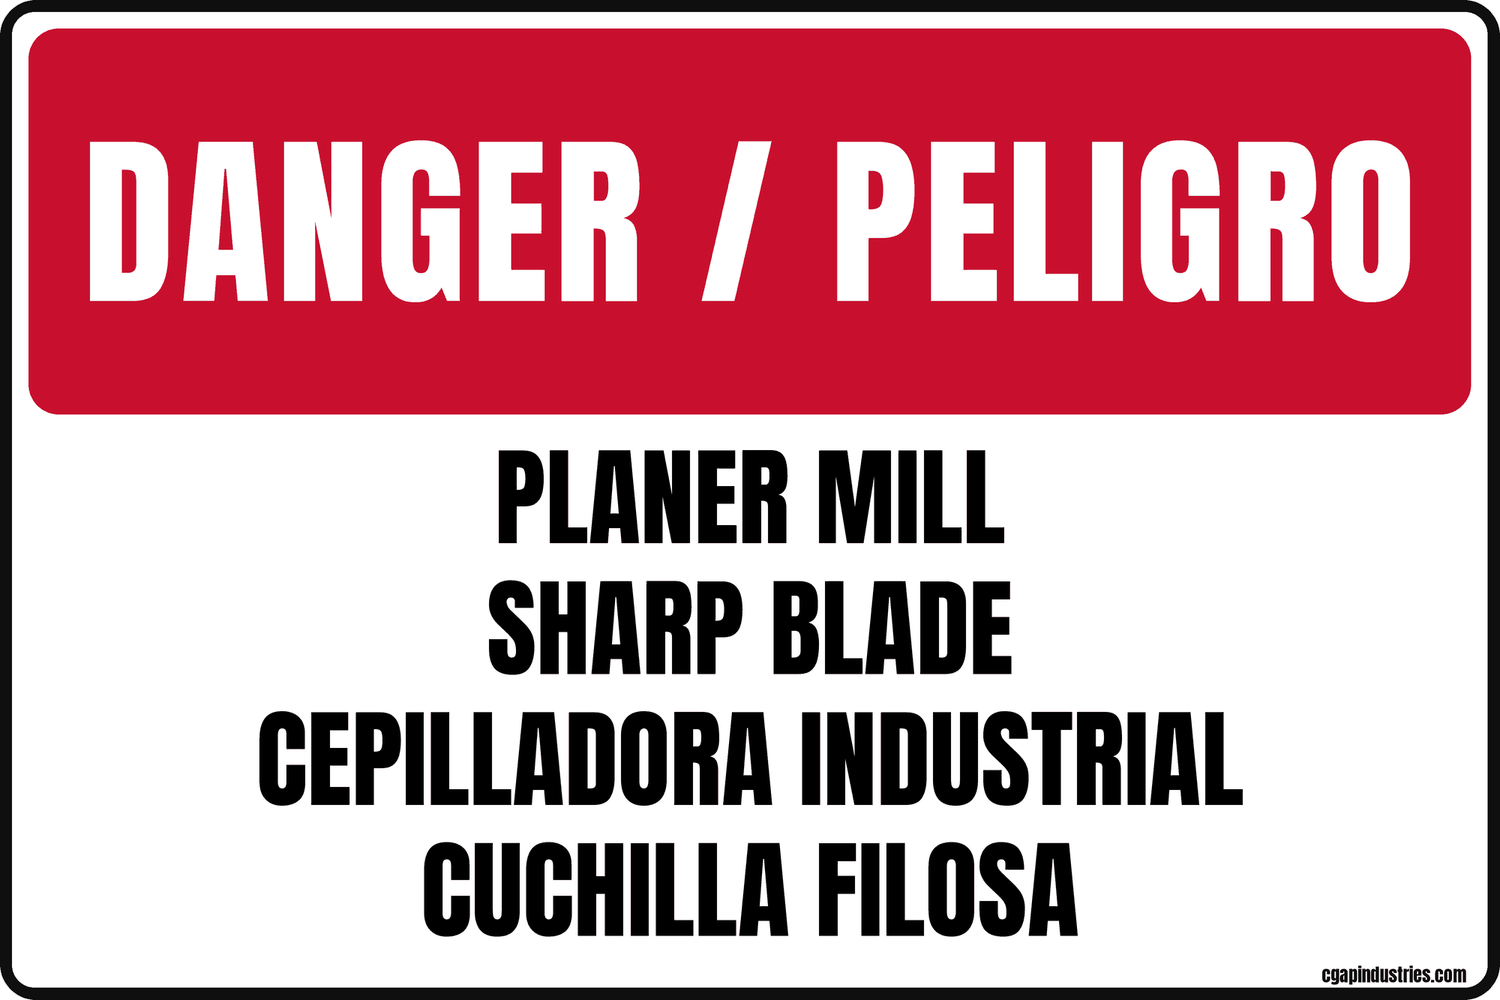 DANGER / PELIGRO
PLANER MILL
SHARP BLADE
CEPILLADORA INDUSTRIAL
CUCHILLA FILOSA
cgapindustries.com